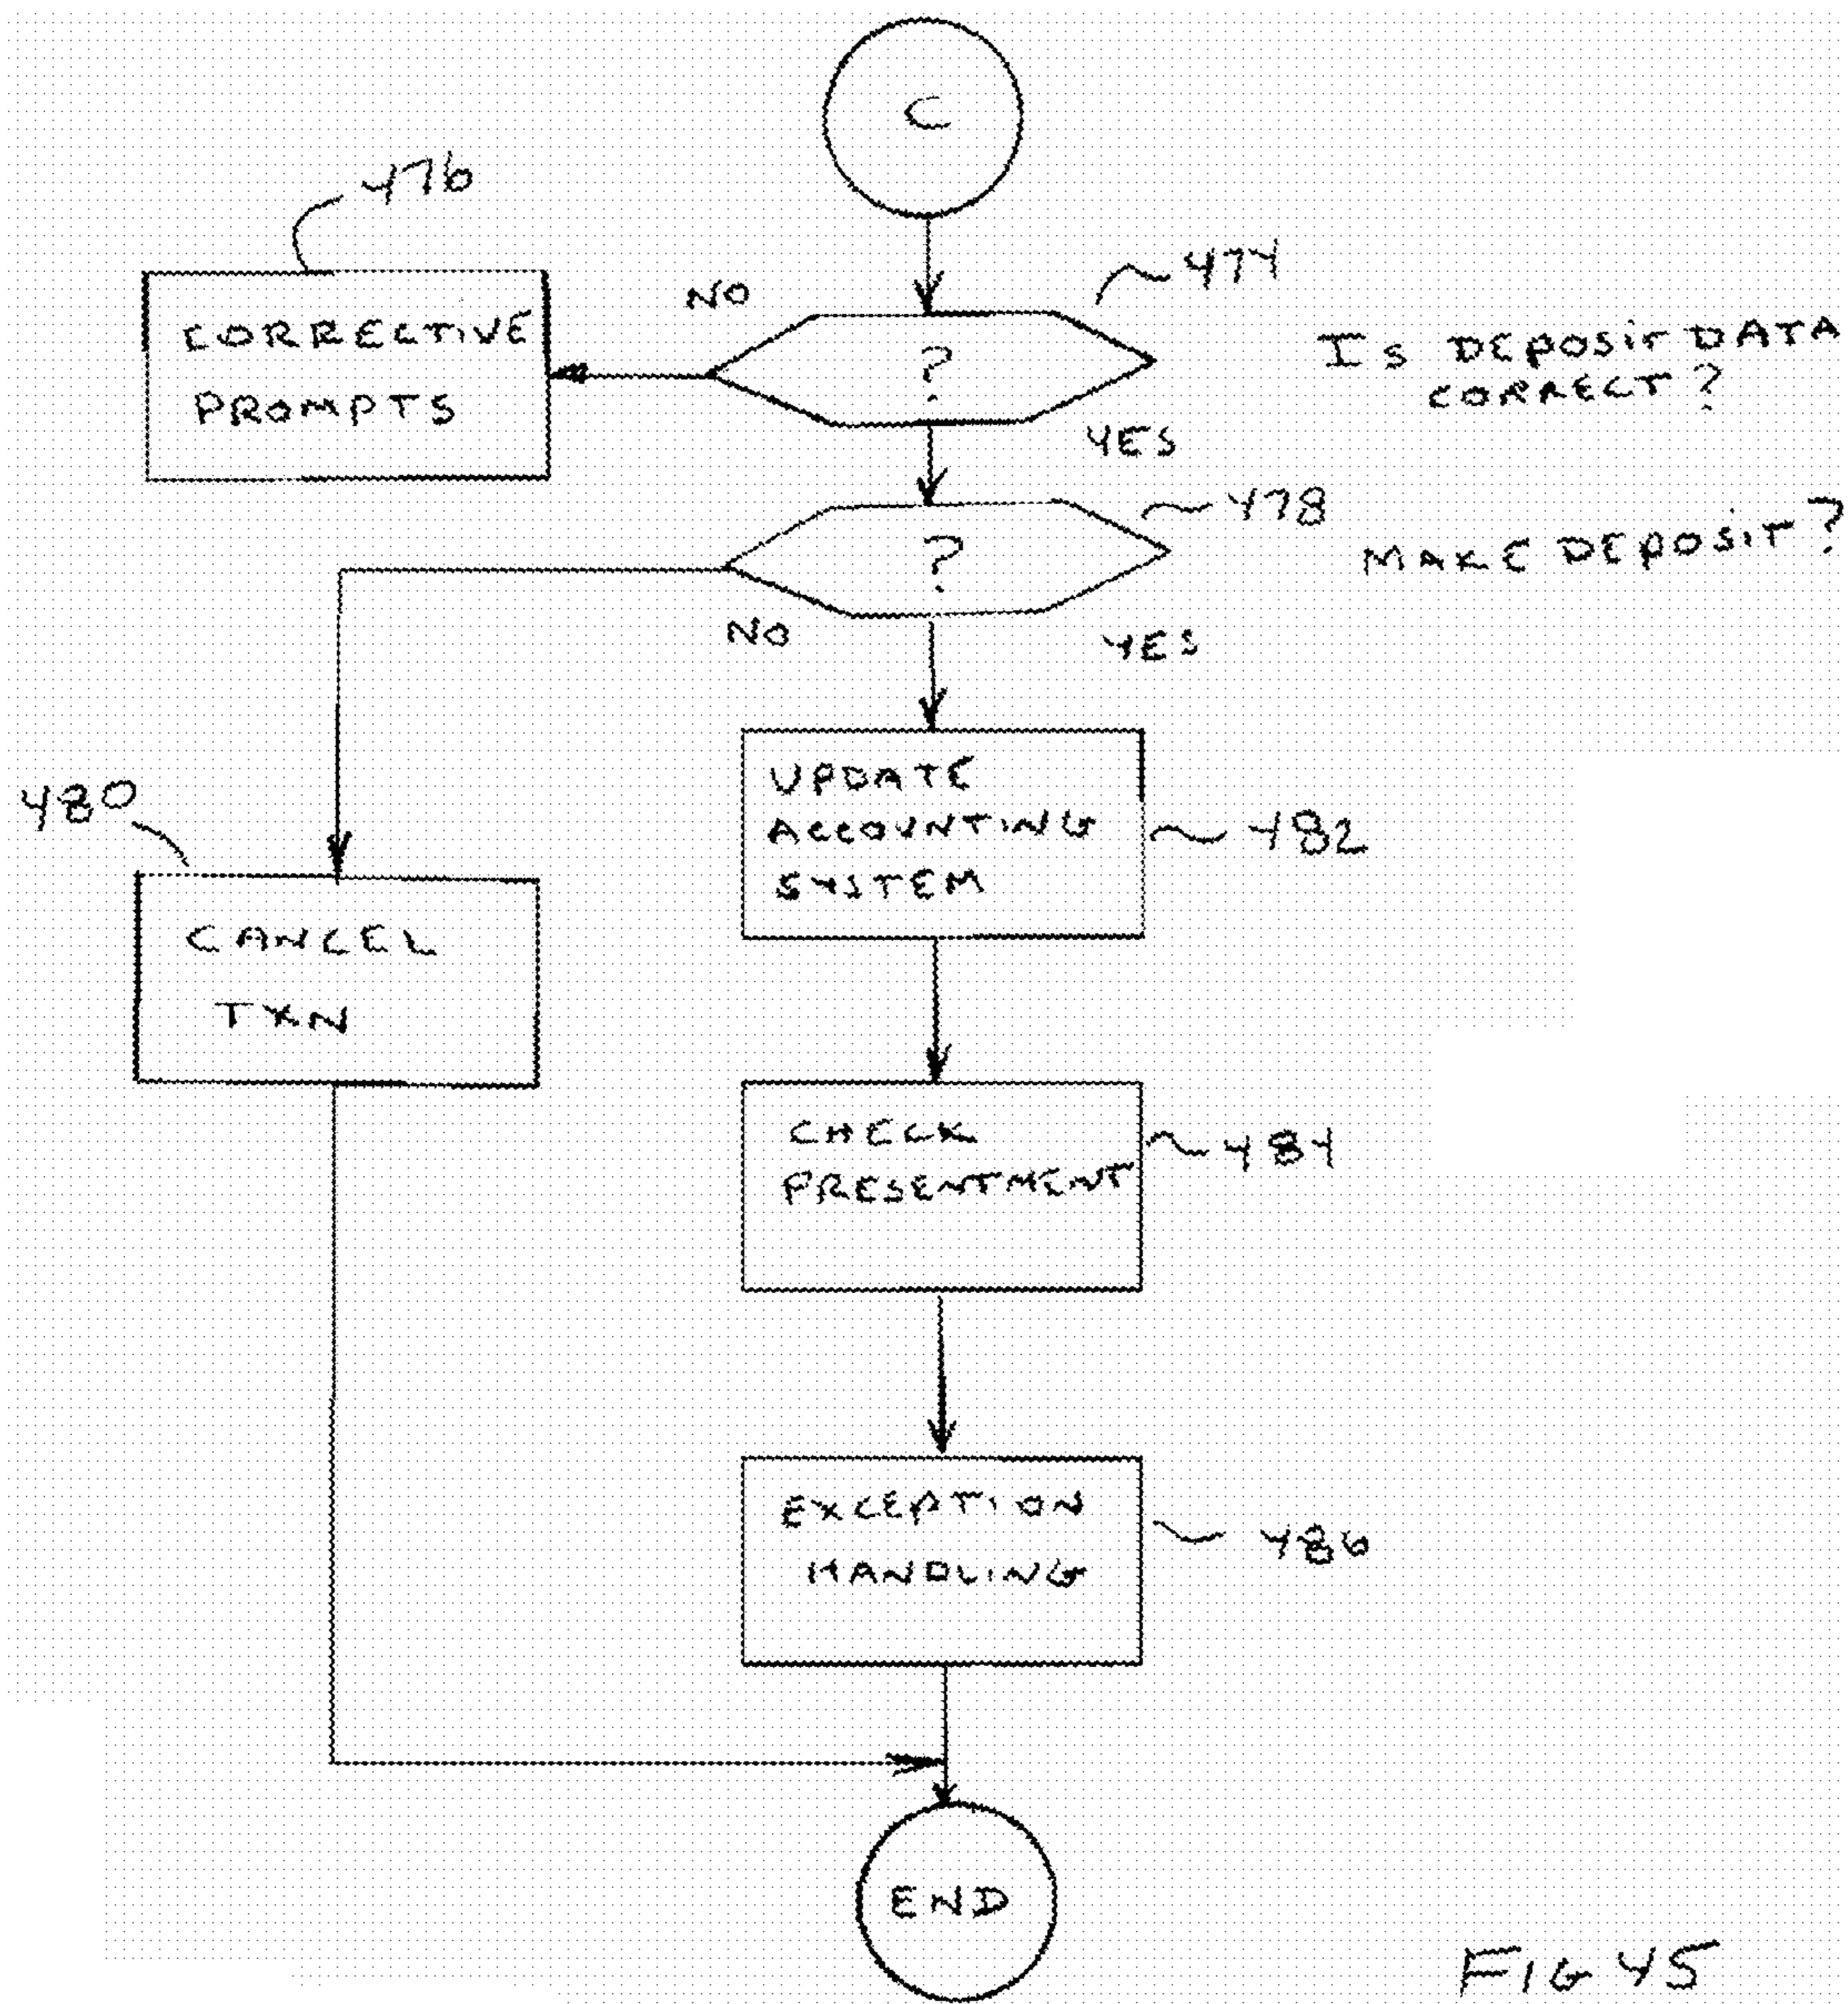 C
476
474
NO
?
IS DEPOSIT DATA
CORRECT?
CORRECTIVE
PROMPTS
YES
478
?
MAKE DEPOSIT?
NO
YES
UPDATE
ACCOUNTING
SYSTEM
482
480
CANCEL
TXN
CHECK
PRESENTMENT
484
EXCEPTION
HANDLING
486
END
FIG 45